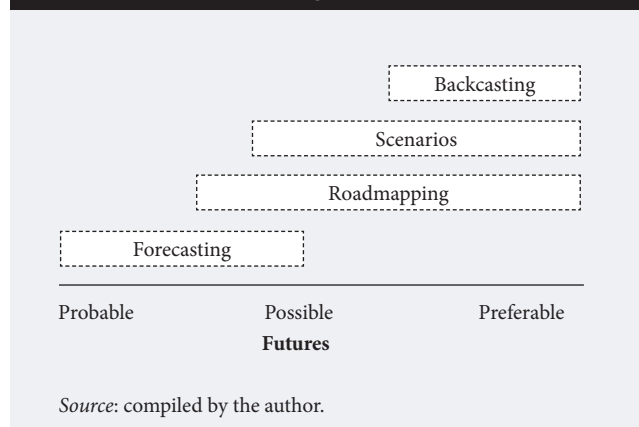 Backcasting
Scenarios
Roadmapping
Forecasting
Probable Possible Preferable
Futures
Source: compiled by the author.